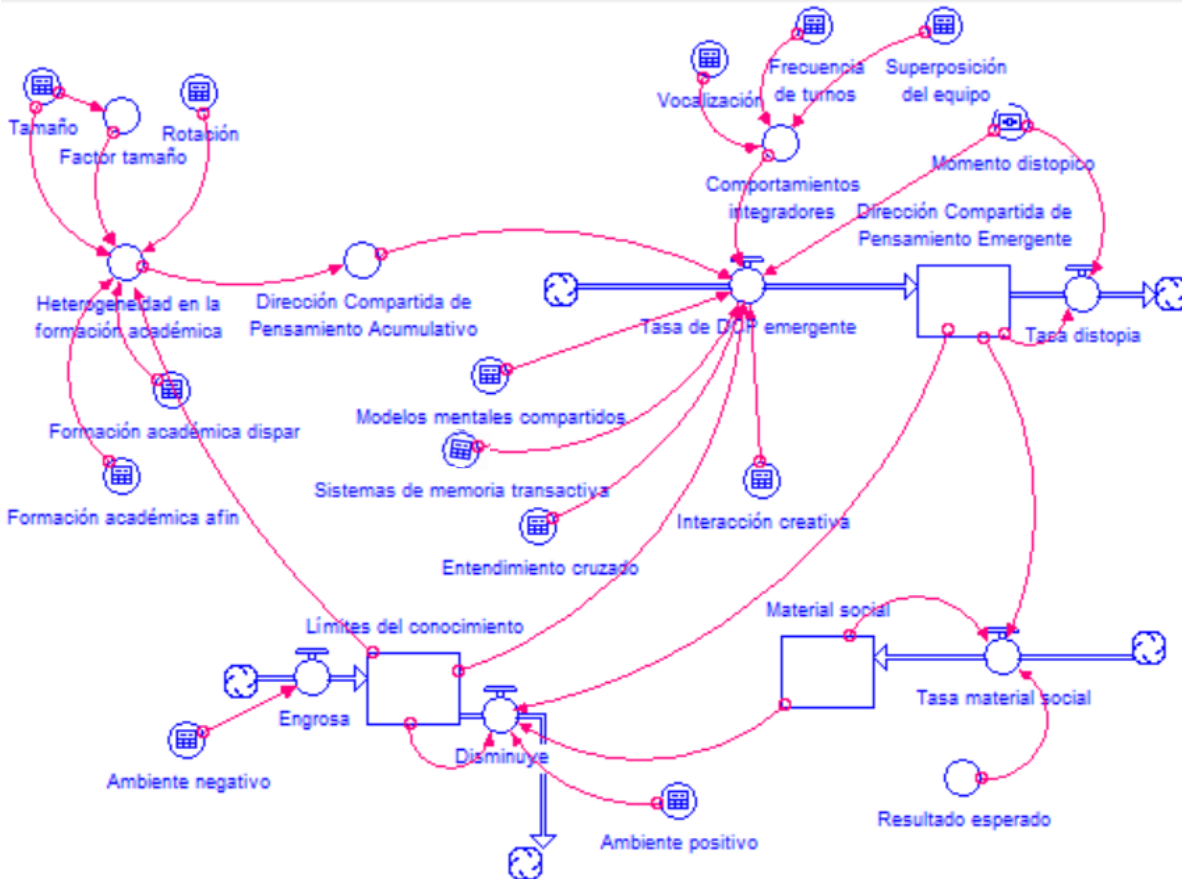 Frecuencia
de turnos
Superposición
del equipo
Vocalización
Tamaño
Factor tamaño
Rotación
Momento distopico
Comportamientos
integradores
Dirección Compartida de
Pensamiento Emergente
Heterogeneidad en la
formación académica
Dirección Compartida de
Pensamiento Acumulativo
Tasa de DCP emergente
Tasa distopia
Modelos mentales compartidos
Formación académica dispar
Sistemas de memoria transactiva
Formación académica afin
Interacción creativa
Entendimiento cruzado
Límites del conocimiento
Material social
Engrosa
Tasa material social
Disminuye
Ambiente negativo
Ambiente positivo
Resultado esperado